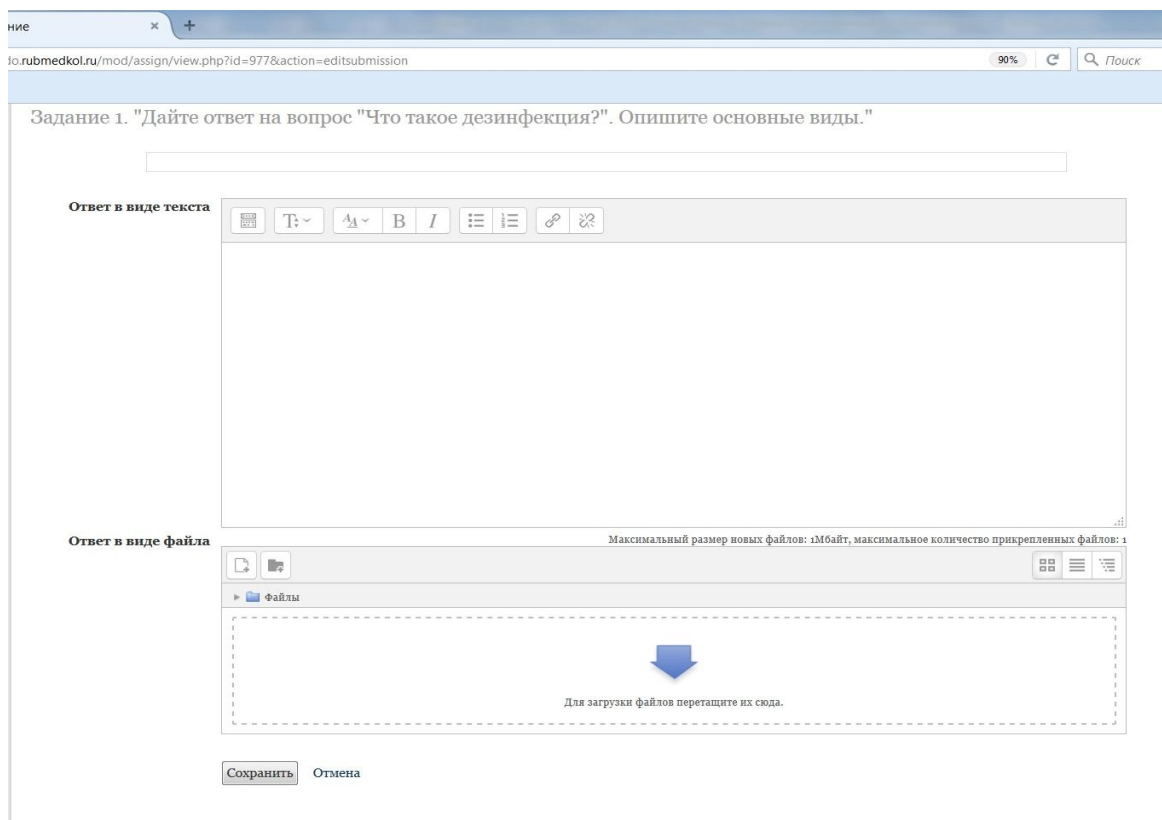 ние × +
do.rubmedkol.ru/mod/assign/view.php?id=977&action=editsubmission 90% Поиск
Задание 1. "Дайте ответ на вопрос "Что такое дезинфекция?". Опишите основные виды."
Ответ в виде текста
Ответ в виде файла
Максимальный размер новых файлов: 1Мбайт, максимальное количество прикрепленных файлов: 1
Файлы
Для загрузки файлов перетащите их сюда.
Сохранить Отмена